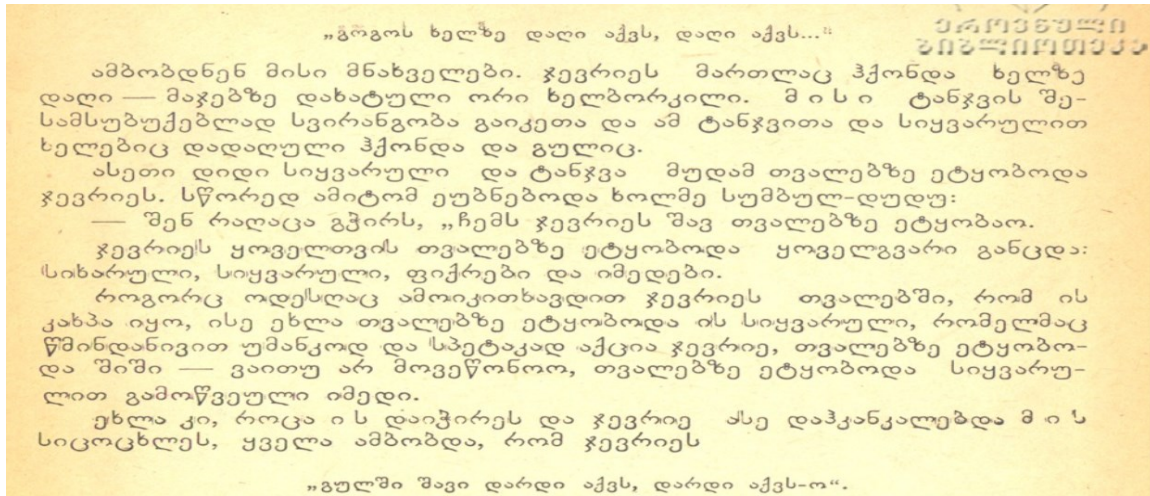 „გოგოს ხელზე დაღი აქვს, დაღი აქვს...“
ეროვნული
ბიბლიოთეკა
ამბობდნენ მისი მნახველები. ჯევრიეს მართლაც ჰქონდა ხელზე
დაღი — მაჯებზე დახატული ორი ხელბორკილი. მ ი ს ი ტანჯვის შე-
სამსუბუქებლად სვირანგობა გაიკეთა და ამ ტანჯვითა და სიყვარულით
ხელებიც დადაღული ჰქონდა და გულიც.
ასეთი დიდი სიყვარული და ტანჯვა მუდამ თვალებზე ეტყობოდა
ჯევრიეს. სწორედ ამიტომ ეუბნებოდა ხოლმე სუმბულ-დუდუ:
— შენ რაღაცა გჭირს, „ჩემს ჯევრიეს შავ თვალებზე ეტყობაო.
ჯევრიეს ყოველთვის თვალებზე ეტყობოდა ყოველგვარი განცდა:
სიხარული, სიყვარული, ფიქრები და იმედები.
როგორც ოდესღაც ამოიკითხავდით ჯევრიეს თვალებში, რომ ის
კახპა იყო, ისე ეხლა თვალებზე ეტყობოდა ის სიყვარული, რომელმაც
წმინდანივით უმანკოდ და სპეტაკად აქცია ჯევრიე, თვალებზე ეტყობო-
და შიში — ვაითუ არ მოვეწონოო, თვალებზე ეტყობოდა სიყვარუ-
ლით გამოწვეული იმედი.
ეხლა კი, როცა ი ს დაიჭირეს და ჯევრიე ასე დაჰკანკალებდა მ ი ს
სიცოცხლეს, ყველა ამბობდა, რომ ჯევრიეს
„გულში შავი დარდი აქვს, დარდი აქვს-ო“.